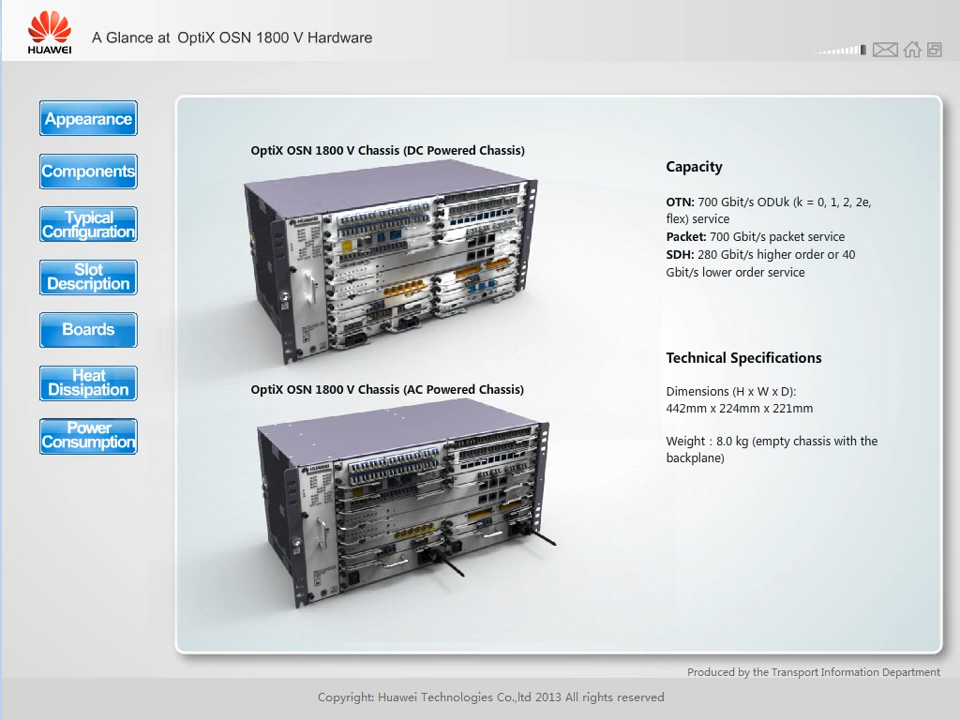 HUAWEI
A Glance at OptiX OSN 1800 V Hardware
Appearance
Components
Typical
Configuration
Slot
Description
Boards
Heat
Dissipation
Power
Consumption
OptiX OSN 1800 V Chassis (DC Powered Chassis)
HUAWEI
OptiX OSN 1800 V Chassis (AC Powered Chassis)
HUAWEI
Capacity
OTN: 700 Gbit/s ODUk (k = 0, 1, 2, 2e,
flex) service
Packet: 700 Gbit/s packet service
SDH: 280 Gbit/s higher order or 40
Gbit/s lower order service
Technical Specifications
Dimensions (H x W x D):
442mm x 224mm x 221mm
Weight : 8.0 kg (empty chassis with the
backplane)
Produced by the Transport Information Department
Copyright: Huawei Technologies Co.,ltd 2013 All rights reserved